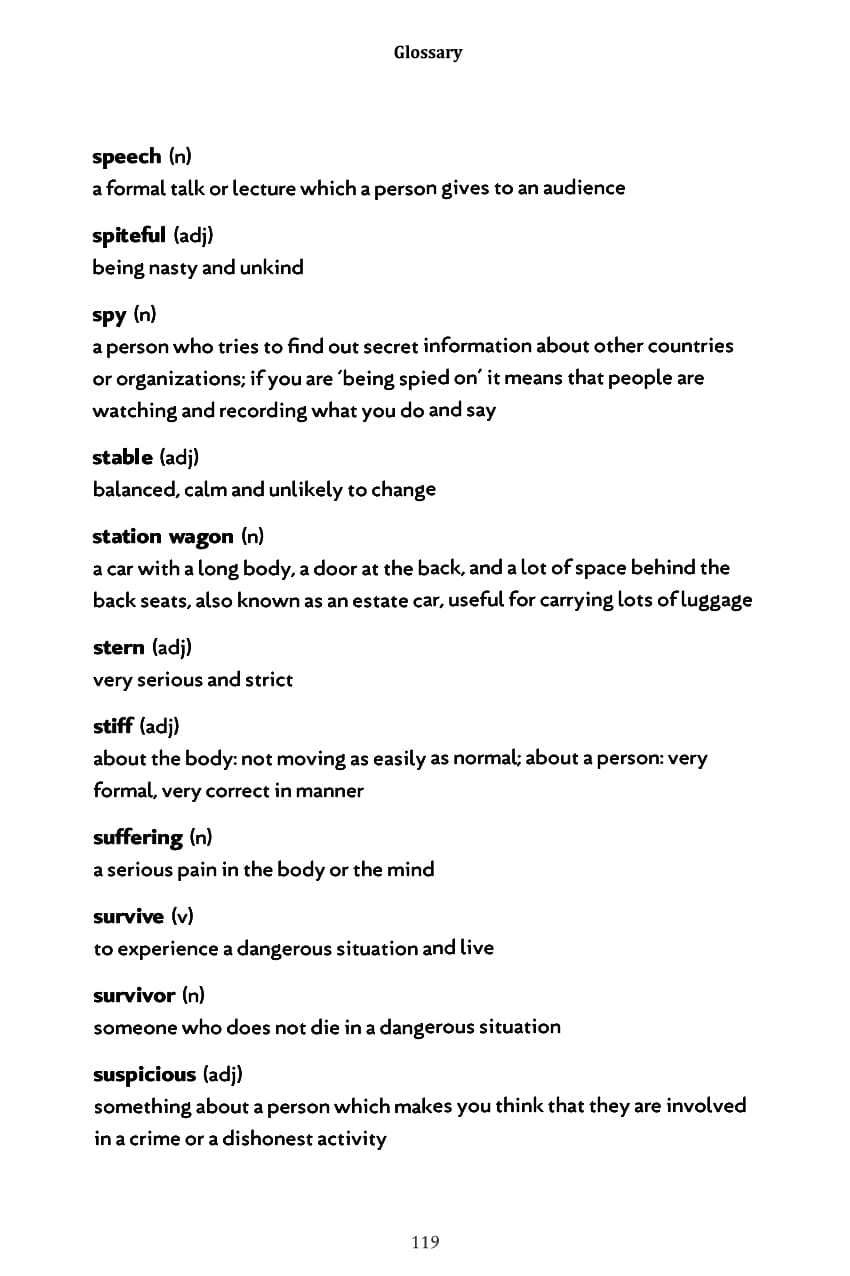 Glossary
speech (n)
a formal talk or lecture which a person gives to an audience
spiteful (adj)
being nasty and unkind
spy (n)
a person who tries to find out secret information about other countries
or organizations; if you are ‘being spied on’ it means that people are
watching and recording what you do and say
stable (adj)
balanced, calm and unlikely to change
station wagon (n)
a car with a long body, a door at the back, and a lot of space behind the
back seats, also known as an estate car, useful for carrying lots of luggage
stern (adj)
very serious and strict
stiff (adj)
about the body: not moving as easily as normal; about a person: very
formal, very correct in manner
suffering (n)
a serious pain in the body or the mind
survive (v)
to experience a dangerous situation and live
survivor (n)
someone who does not die in a dangerous situation
suspicious (adj)
something about a person which makes you think that they are involved
in a crime or a dishonest activity
119